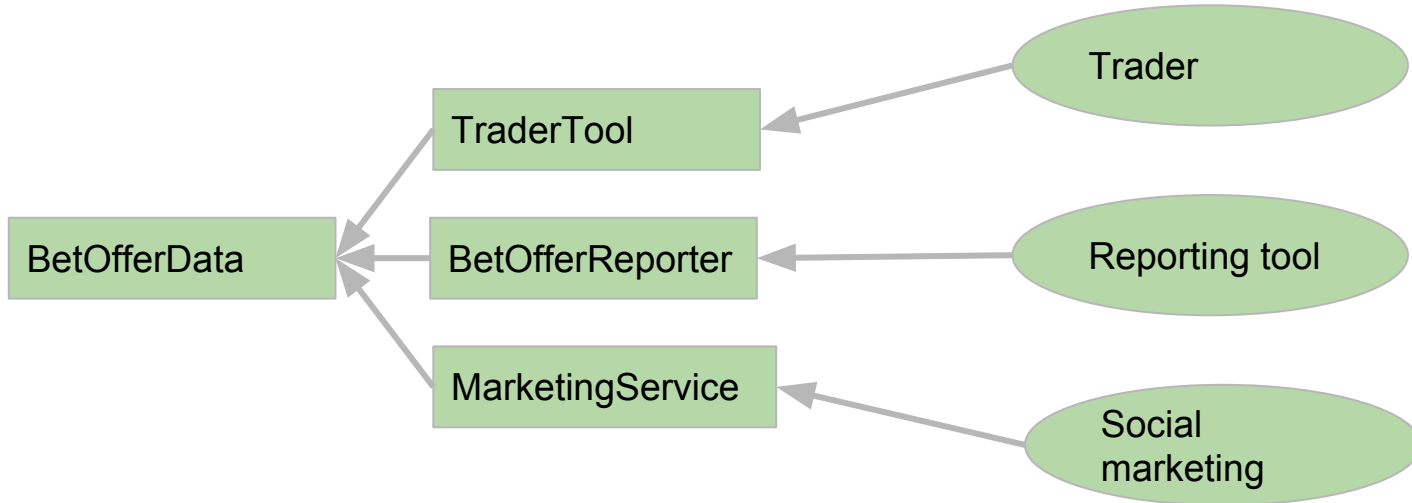 Trader
TraderTool
BetOfferData
BetOfferReporter
Reporting tool
MarketingService
Social
marketing